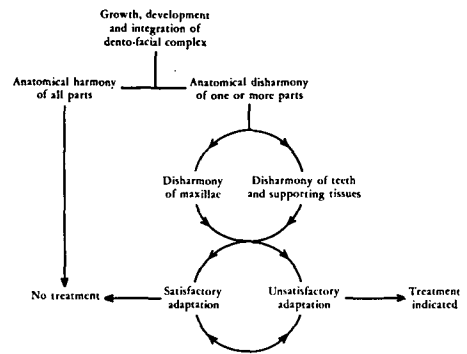 Growth, development
and integration of
dento-facial complex
Anatomical harmony
of all parts
Anatomical disharmony
of one or more parts
Disharmony
of maxillae
Disharmony of teeth
and supporting tissues
No treatment
Satisfactory
adaptation
Unsatisfactory
adaptation
Treatment
indicated